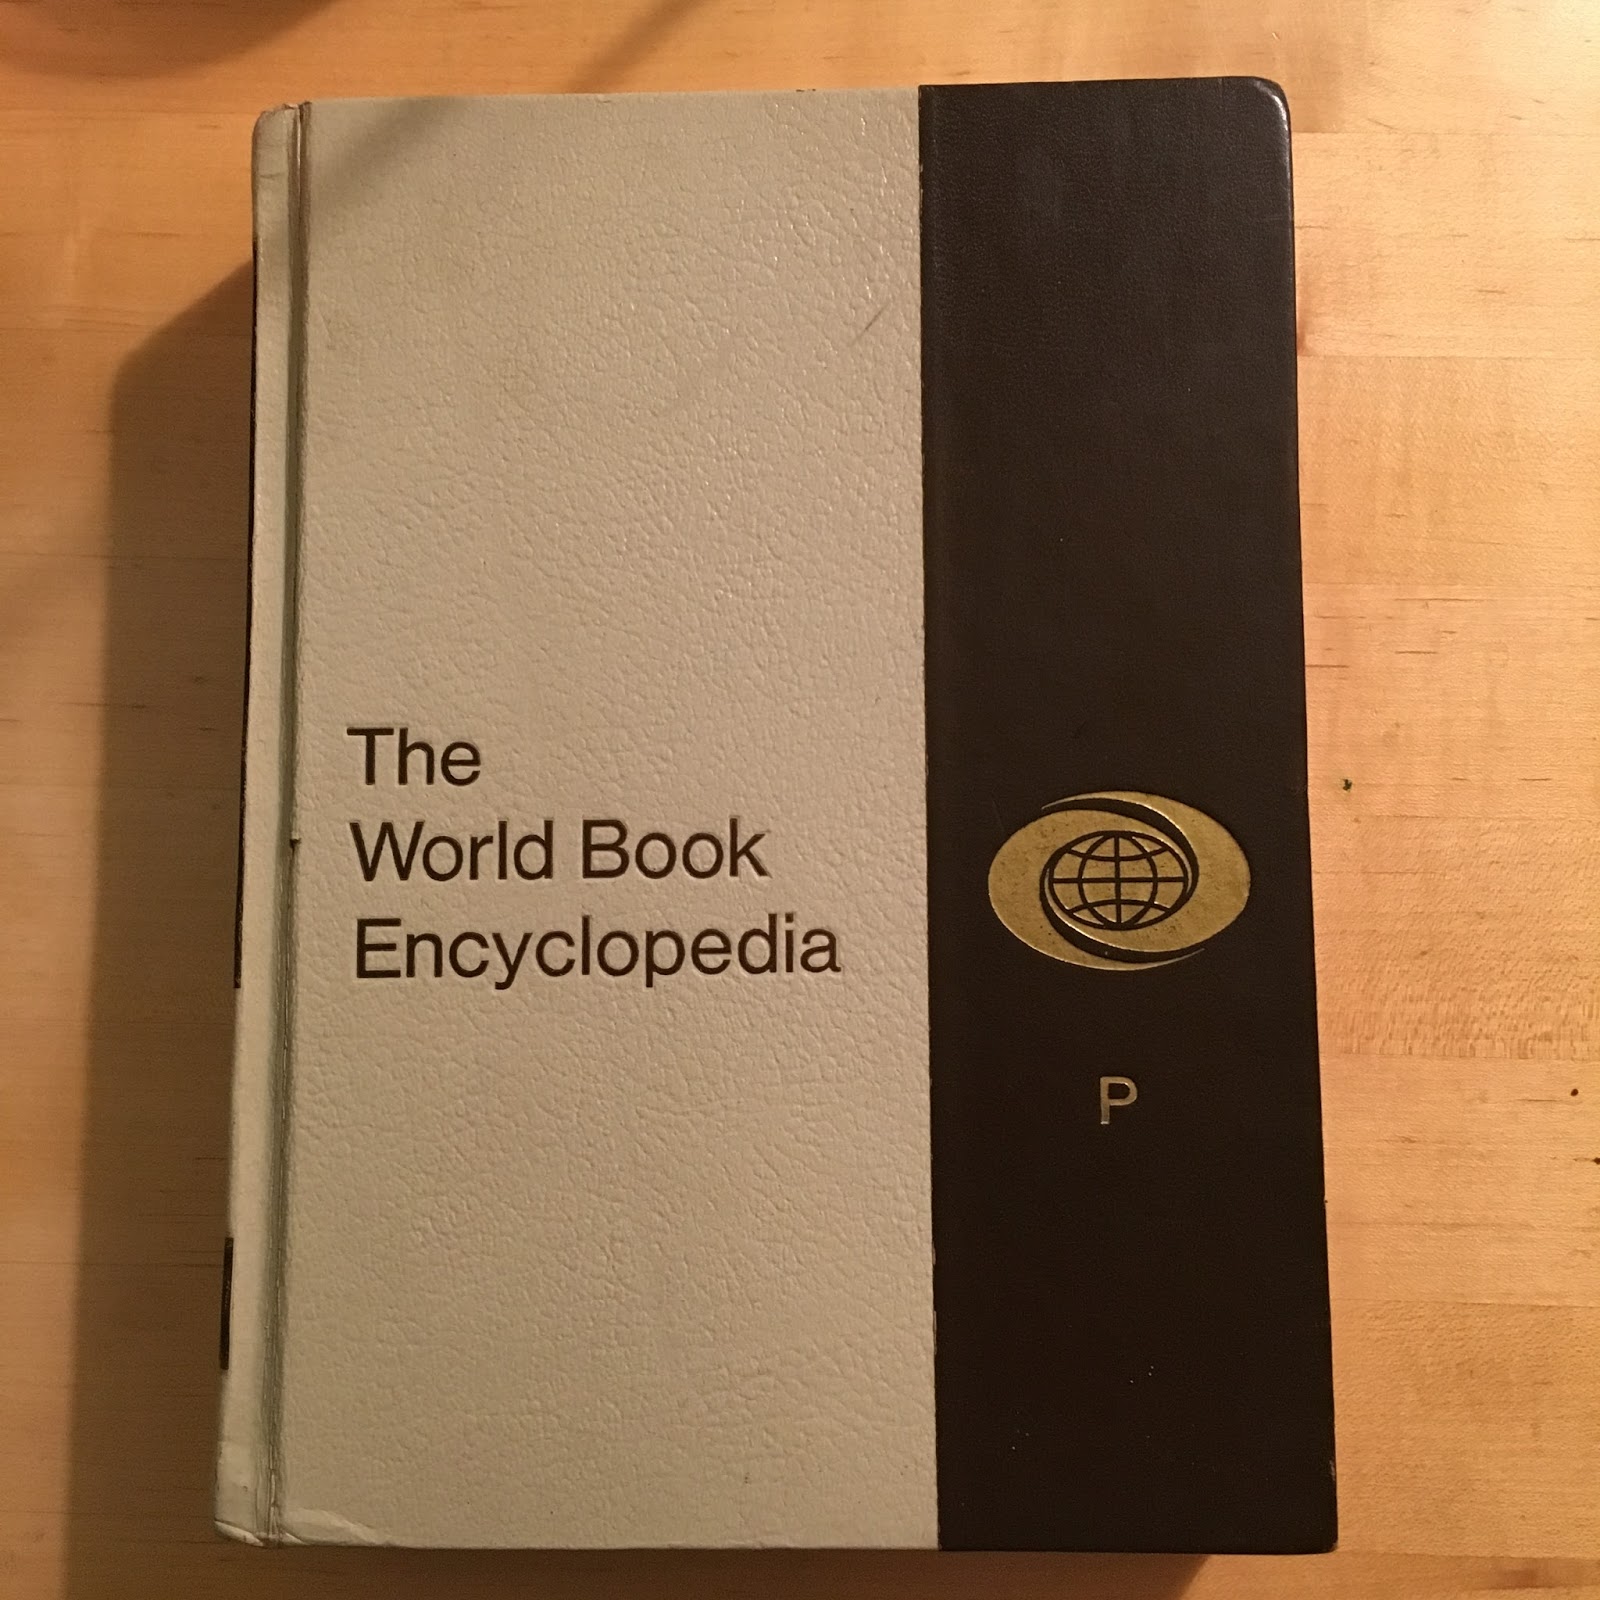 The
World Book
Encyclopedia
P